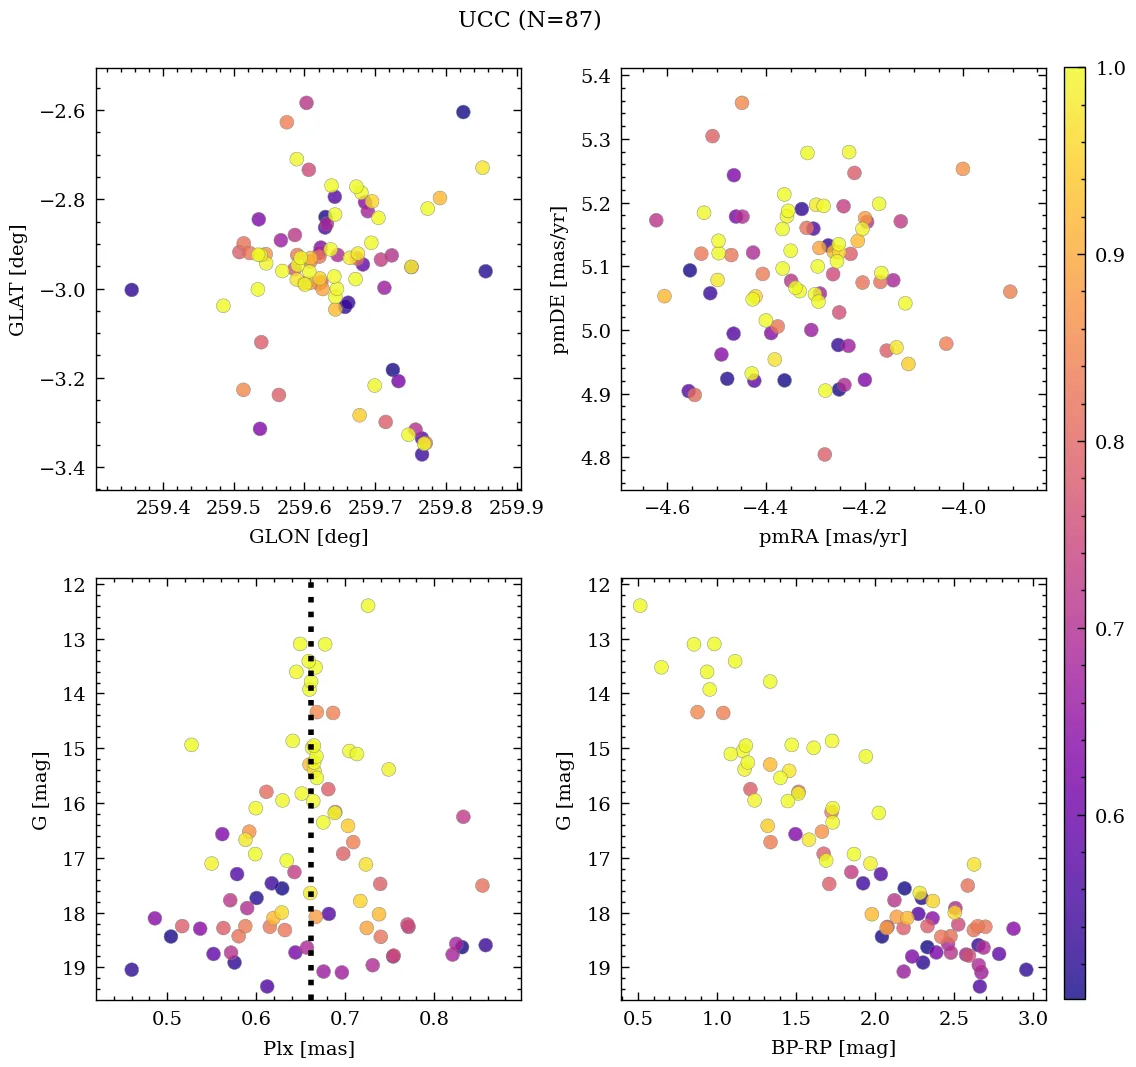 UCC (N=87)
−2.6
−2.8
−3.0
−3.2
−3.4
GLAT [deg]
259.4 259.5 259.6 259.7 259.8 259.9
GLON [deg]
5.4
5.3
5.2
5.1
5.0
4.9
4.8
pmDE [mas/yr]
−4.6 −4.4 −4.2 −4.0
pmRA [mas/yr]
12
13
14
15
16
17
18
19
G [mag]
0.5 0.6 0.7 0.8
Plx [mas]
12
13
14
15
16
17
18
19
G [mag]
0.5 1.0 1.5 2.0 2.5 3.0
BP-RP [mag]
1.0
0.9
0.8
0.7
0.6